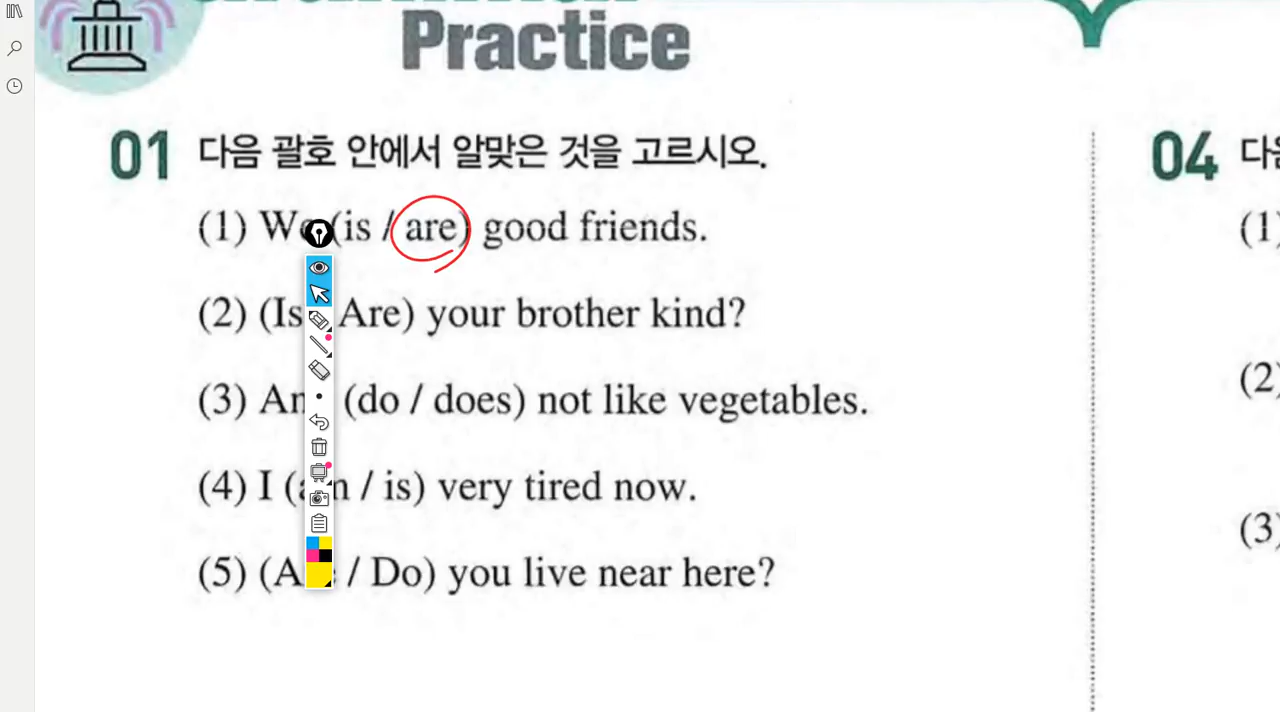 Practice
01 다음 괄호 안에서 알맞은 것을 고르시오.
(1) We (is / are) good friends.
(2) (Is / Are) your brother kind?
(3) (do / does) not like vegetables.
(4) I (am / is) very tired now.
(5) (Are / Do) you live near here?
04
(1)
(2)
(3)